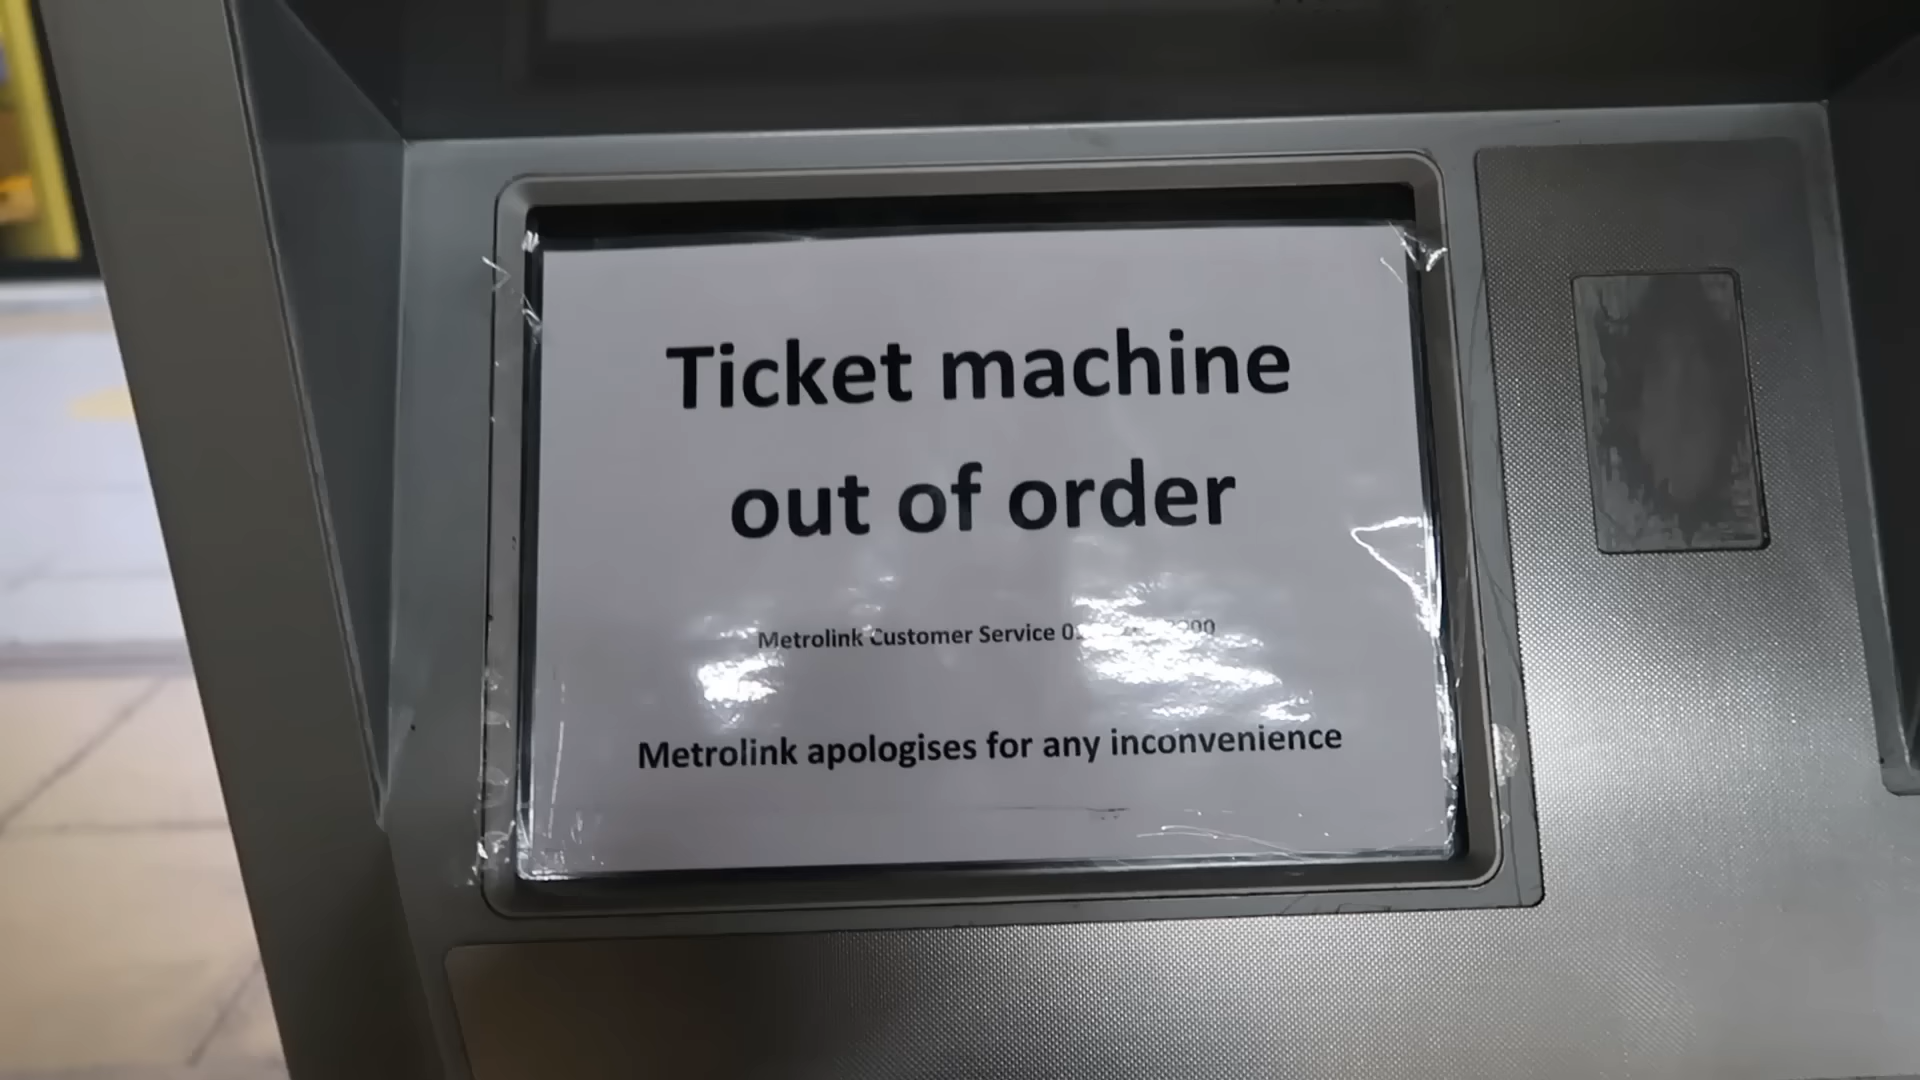 Ticket machine
out of order
Metrolink Customer Service
Metrolink apologises for any inconvenience